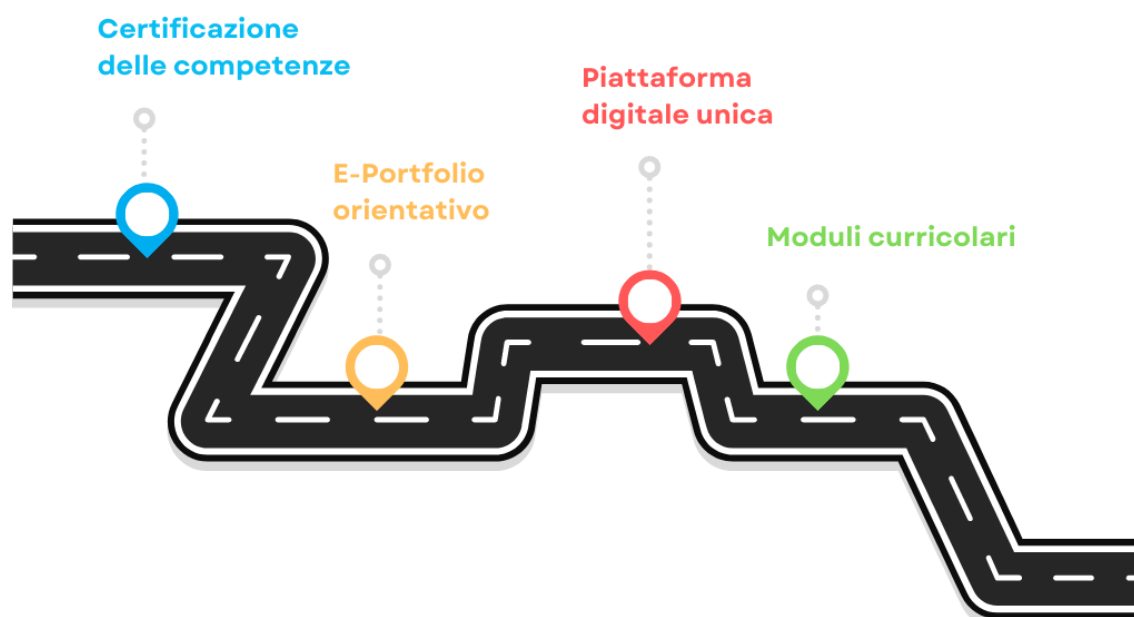 Certificazione
delle competenze
Piattaforma
digitale unica
E-Portfolio
orientativo
Moduli curricolari